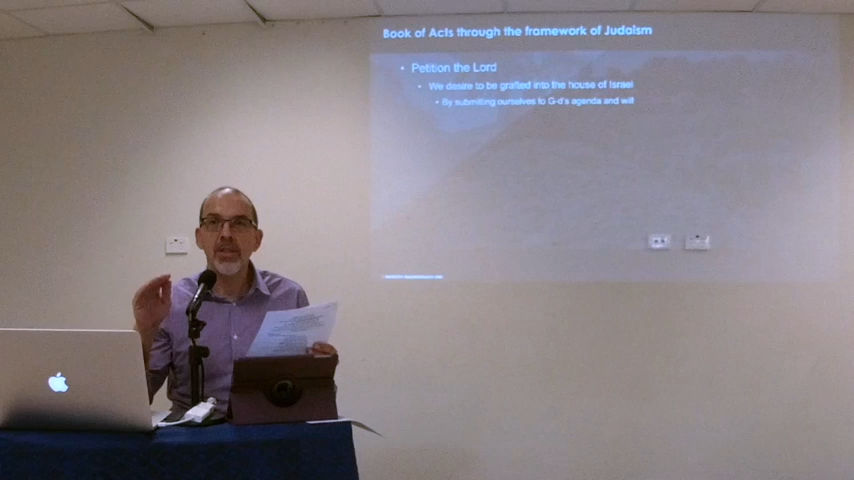 Book of Acts through the framework of Judaism
• Petition the Lord
• We desire to be grafted into the house of Israel
• By submitting ourselves to G-d's agenda and will